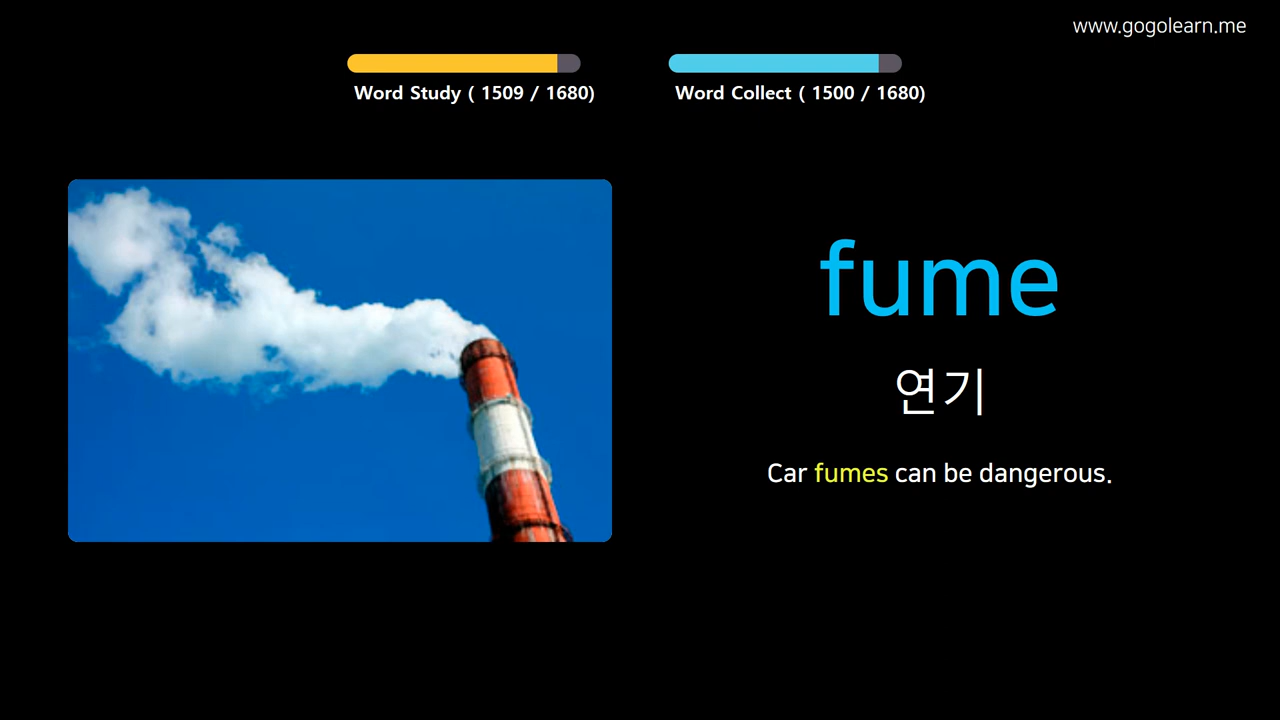 www.gogolearn.me
Word Study ( 1509 / 1680)
Word Collect ( 1500 / 1680)
fume
연기
Car fumes can be dangerous.